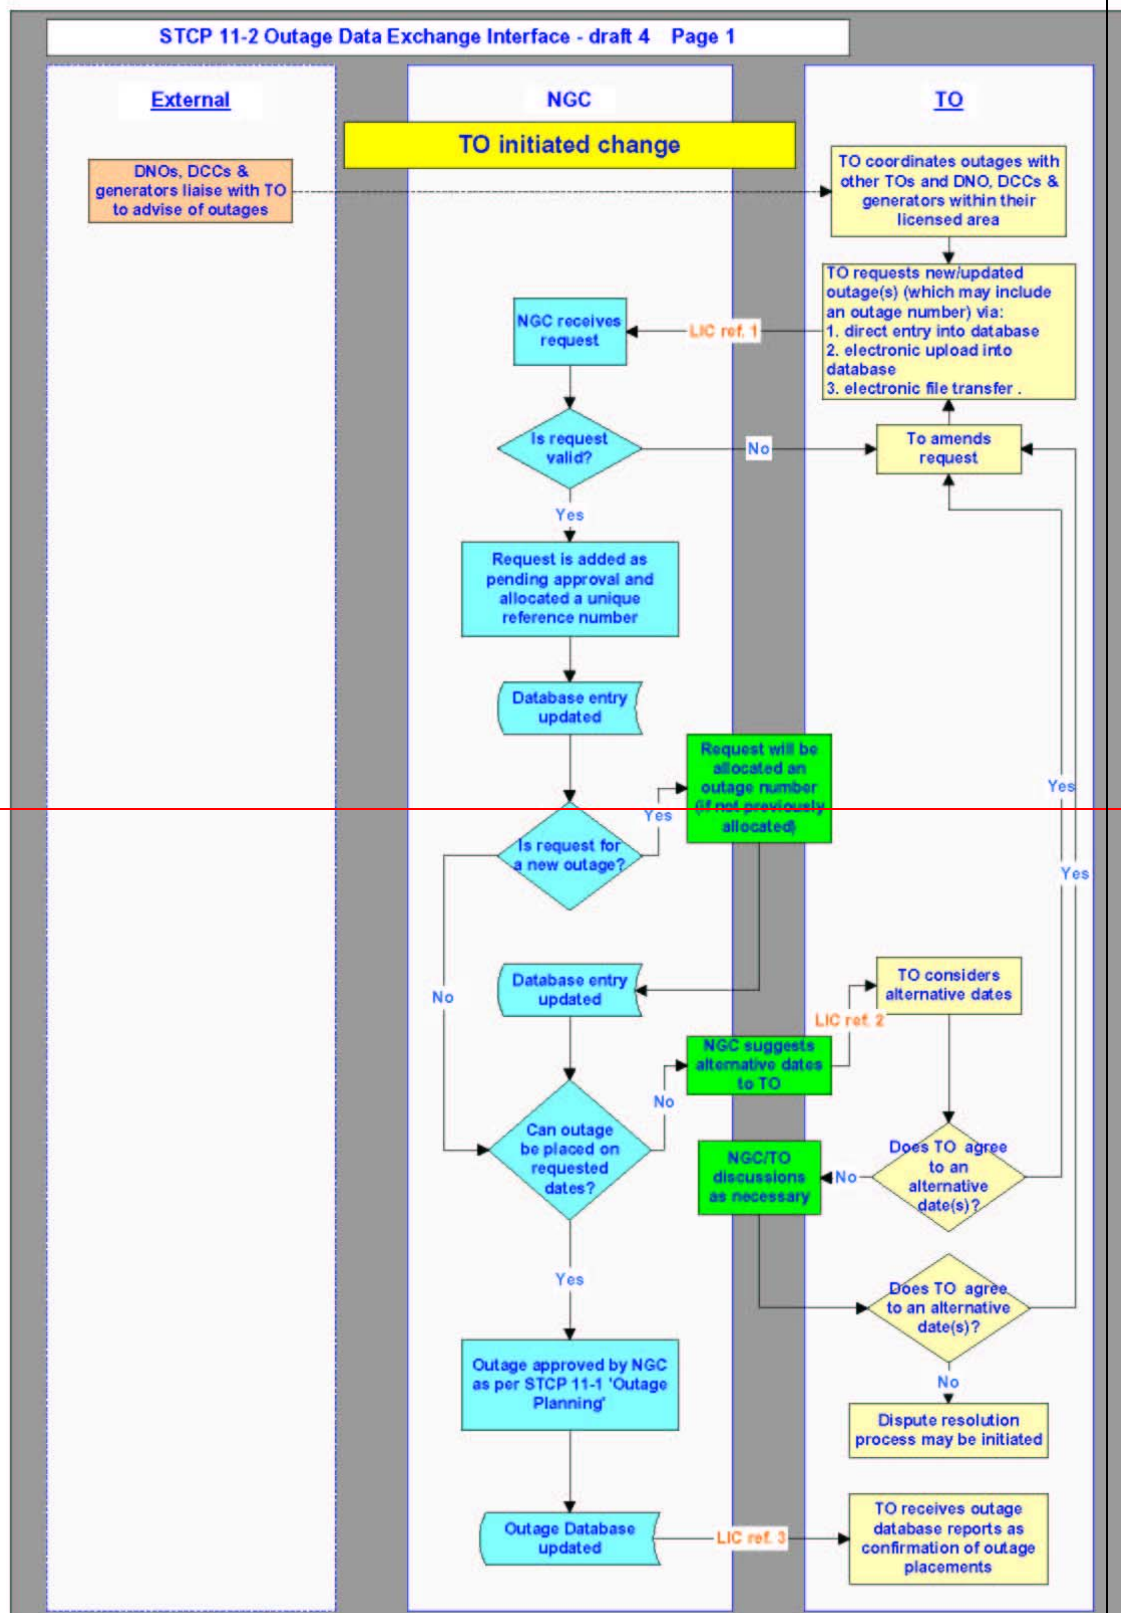 STCP 11-2 Outage Data Exchange Interface - draft 4 Page 1
External
NGC
TO
TO initiated change
DNOs, DCCs &
generators liaise with TO
to advise of outages
TO coordinates outages with
other TOs and DNO, DCCs &
generators within their
licensed area
TO requests new/updated
outage(s) (which may include
an outage number) via:
1. direct entry into database
2. electronic upload into
database
3. electronic file transfer .
LIC ref. 1
NGC receives
request
Is request
valid?
No
To amends
request
Yes
Request is added as
pending approval and
allocated a unique
reference number
Database entry
updated
Request will be
allocated an
outage number
(if not previously
allocated)
Yes
Yes
Is request for
a new outage?
Yes
No
Database entry
updated
TO considers
alternative dates
LIC ref. 2
NGC suggests
alternative dates
to TO
No
Can outage
be placed on
requested
dates?
NGC/TO
discussions
as necessary
No
Does TO agree
to an
alternative
date(s)?
Yes
Does TO agree
to an alternative
date(s)?
No
Outage approved by NGC
as per STCP 11-1 'Outage
Planning'
Dispute resolution
process may be initiated
Outage Database
updated
LIC ref. 3
TO receives outage
database reports as
confirmation of outage
placements